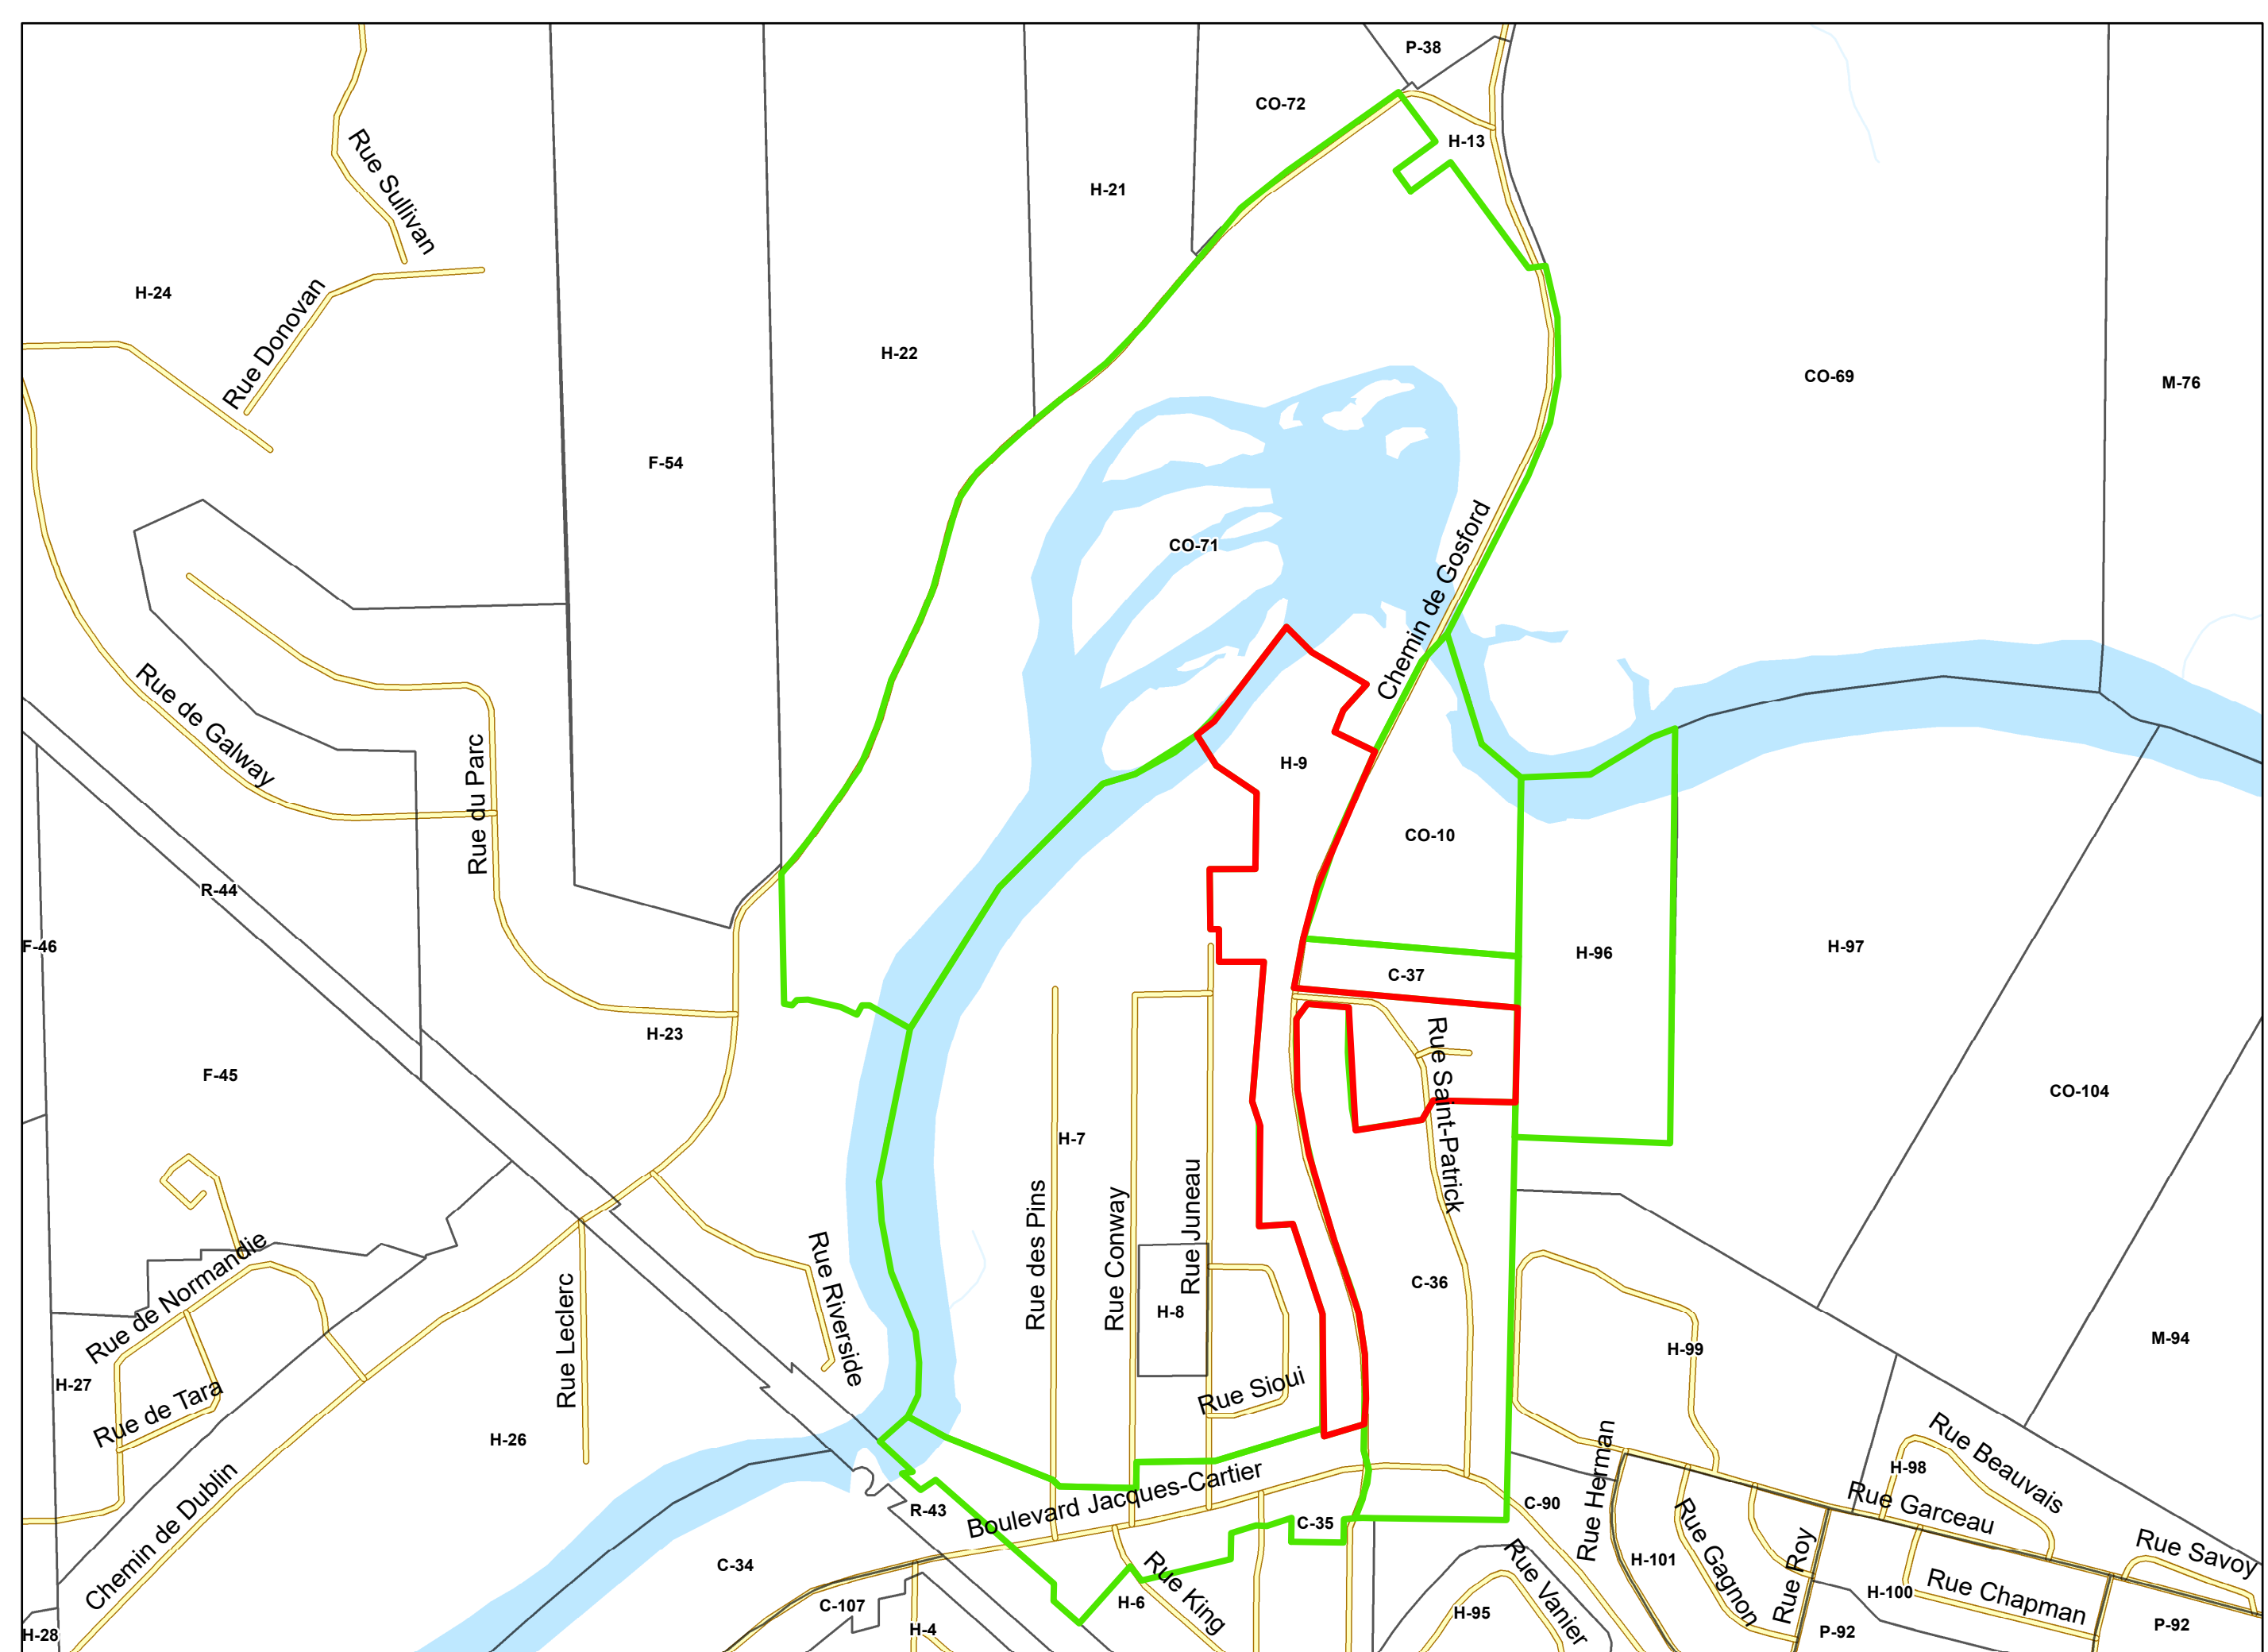 P-38
CO-72
H-13
Rue Sullivan
H-21
H-24
Rue Donovan
H-22
CO-69
M-76
F-54
CO-71
Chemin de Gosford
Rue de Galway
Rue du Parc
H-9
CO-10
R-44
F-46
H-97
H-96
C-37
H-23
F-45
Rue Saint-Patrick
CO-104
H-7
Rue des Pins
Rue Conway
Rue Juneau
Rue de Normandie
Rue Riverside
C-36
H-8
Rue Leclerc
H-99
M-94
H-27
Rue de Tara
Rue Sioui
H-26
Rue Herman
Rue Beauvais
H-98
Boulevard Jacques-Cartier
Rue Garceau
R-43
C-35
C-90
Chemin de Dublin
C-34
Rue King
Rue Vanier
H-101
Rue Gagnon
Rue Roy
Rue Savoy
H-100
Rue Chapman
C-107
H-6
H-95
H-28
H-4
P-92
P-92